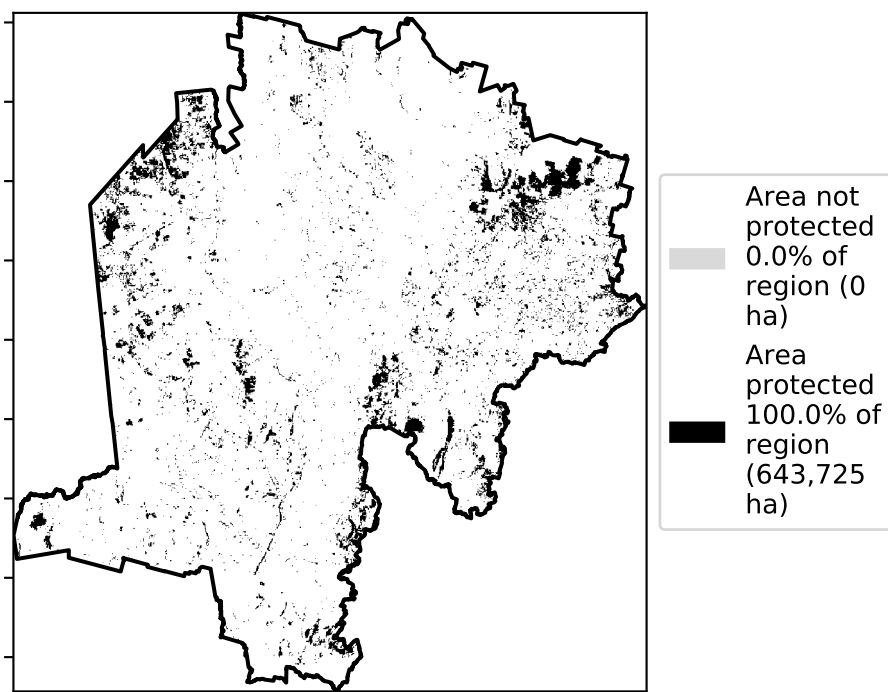 Area not
protected
0.0% of
region (0
ha)
Area
protected
100.0% of
region
(643,725
ha)